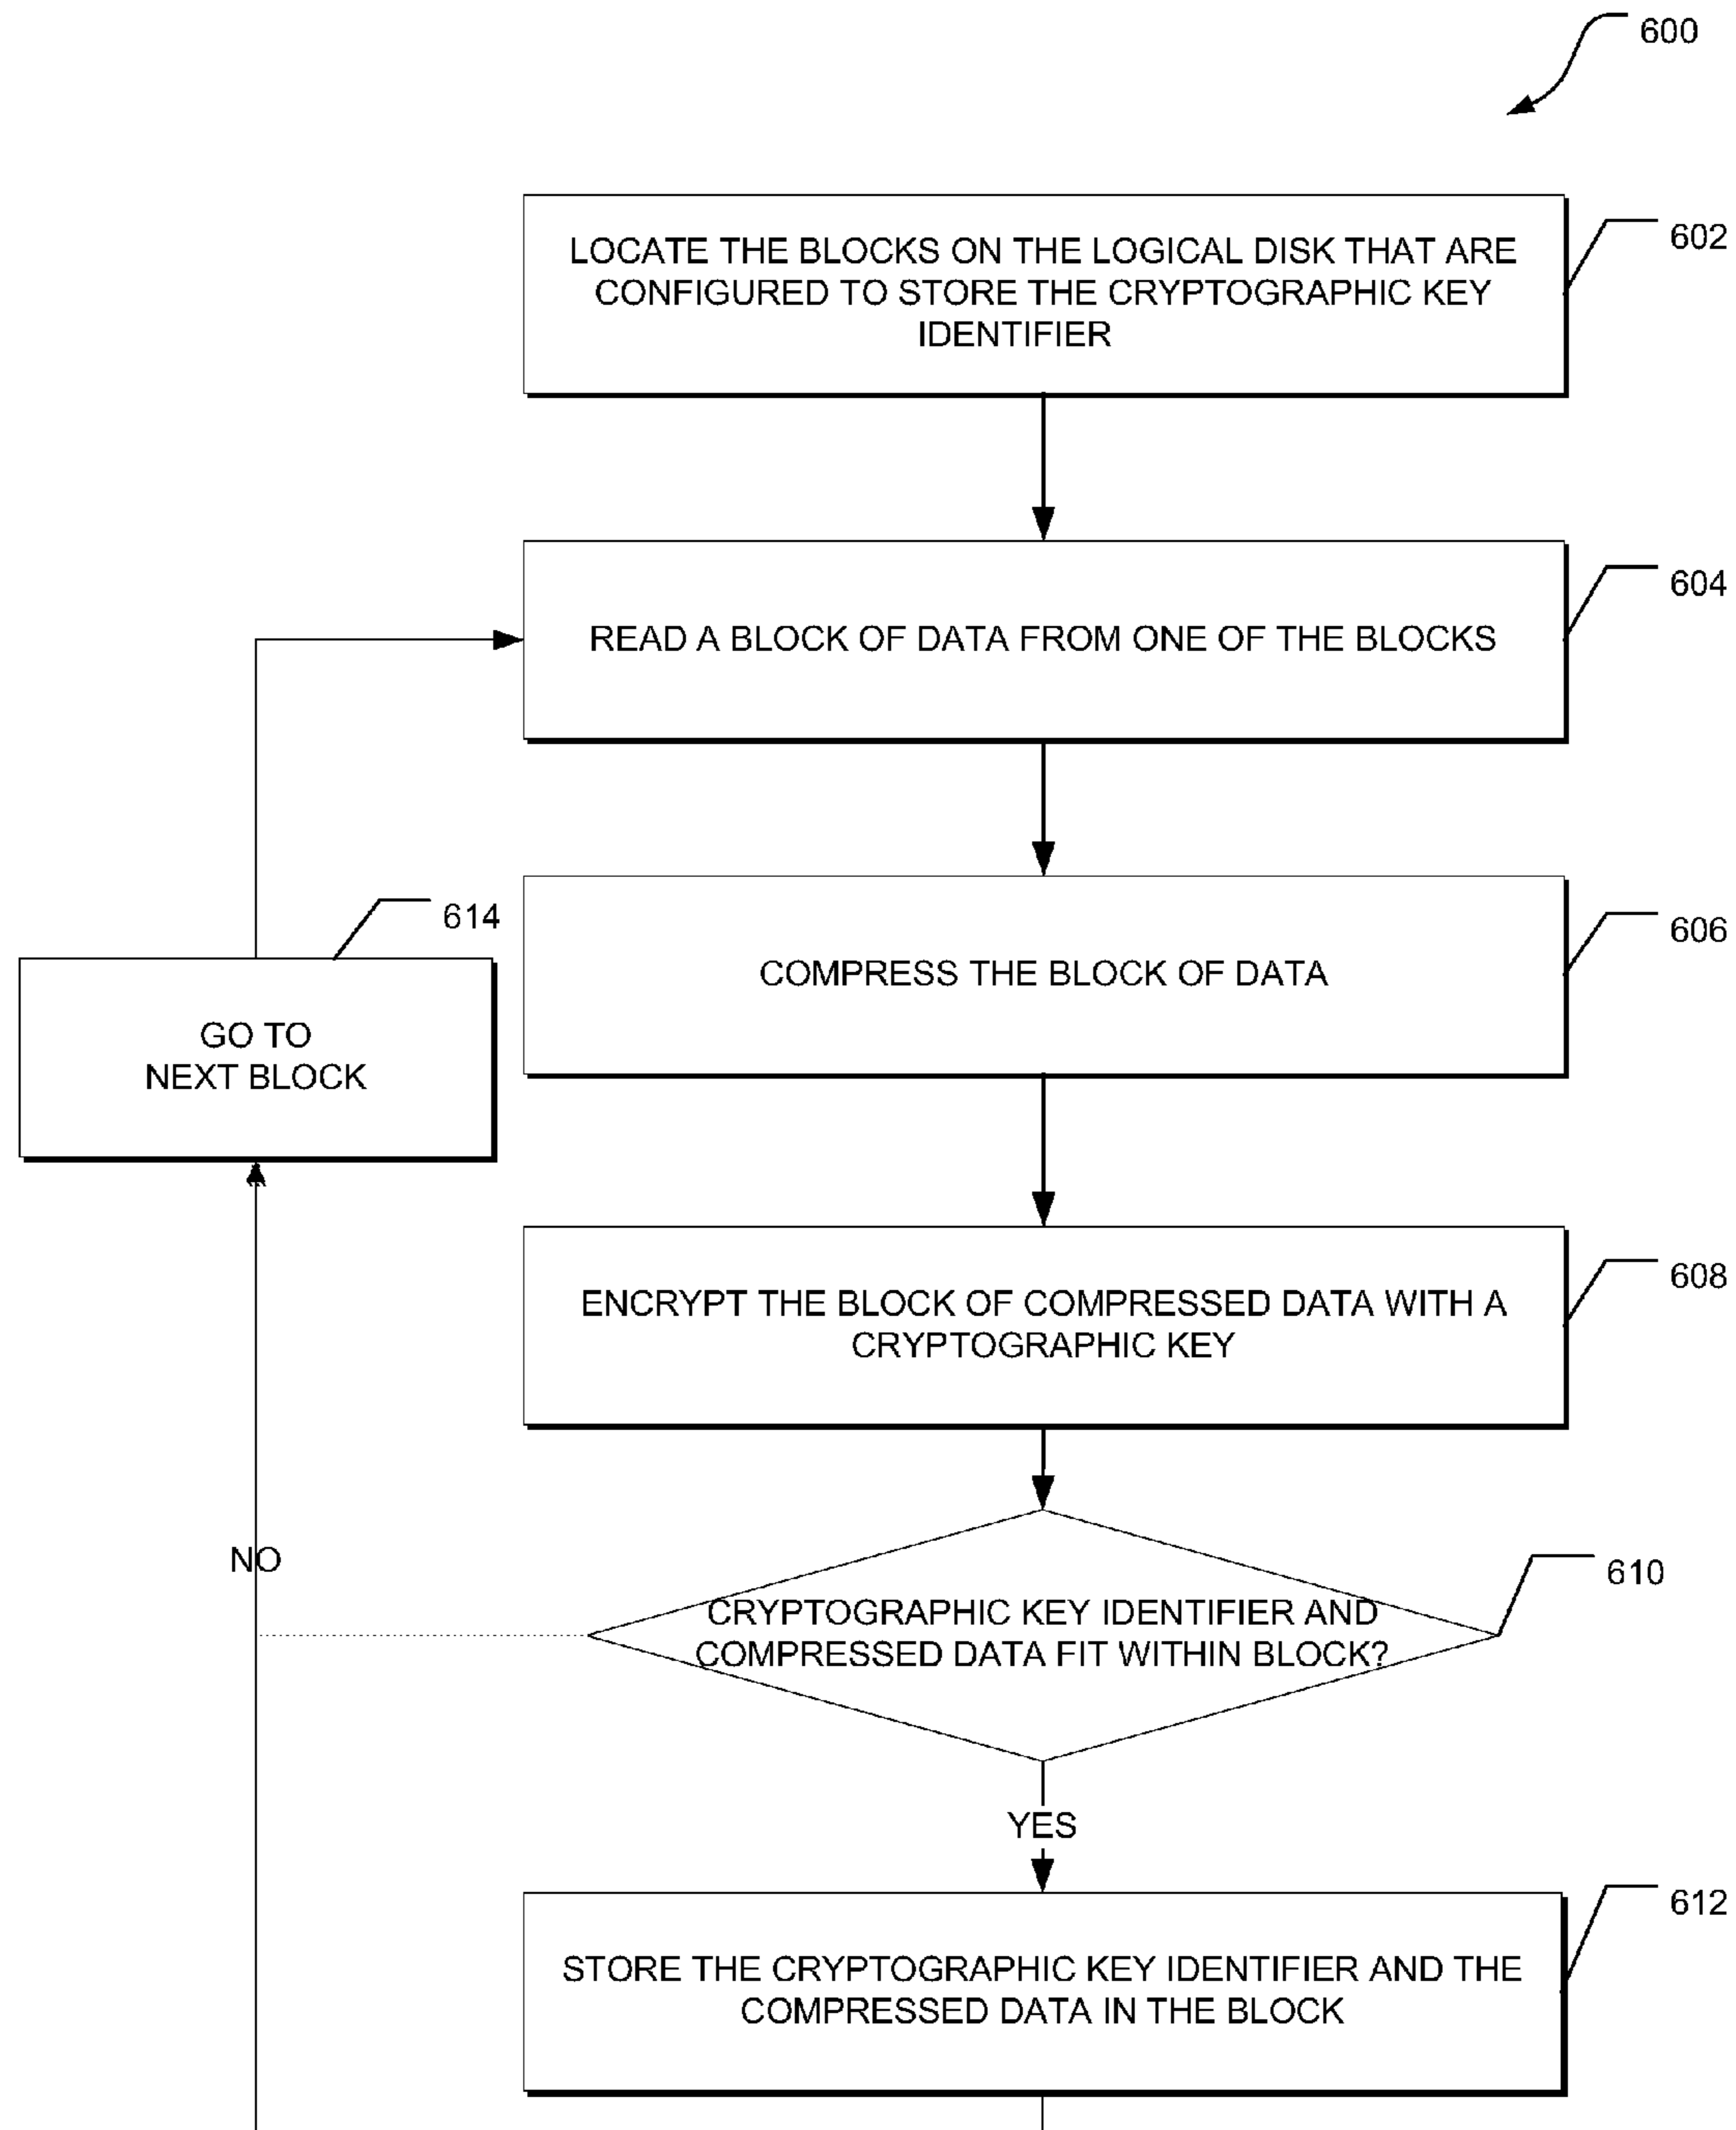 600
LOCATE THE BLOCKS ON THE LOGICAL DISK THAT ARE
CONFIGURED TO STORE THE CRYPTOGRAPHIC KEY
IDENTIFIER
602
READ A BLOCK OF DATA FROM ONE OF THE BLOCKS
604
COMPRESS THE BLOCK OF DATA
606
614
GO TO
NEXT BLOCK
ENCRYPT THE BLOCK OF COMPRESSED DATA WITH A
CRYPTOGRAPHIC KEY
608
NO
CRYPTOGRAPHIC KEY IDENTIFIER AND
COMPRESSED DATA FIT WITHIN BLOCK?
610
YES
STORE THE CRYPTOGRAPHIC KEY IDENTIFIER AND THE
COMPRESSED DATA IN THE BLOCK
612